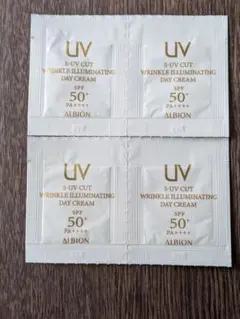 UV
S-UV CUT
WRINKLE ILLUMINATING
DAY CREAM
SPF
50+
PA++++
ALBION
UV
S-UV CUT
WRINKLE ILLUMINATING
DAY CREAM
SPF
50+
PA++++
ALBION
UV
S-UV CUT
WRINKLE ILLUMINATING
DAY CREAM
SPF
50+
PA++++
ALBION
UV
S-UV CUT
WRINKLE ILLUMINATING
DAY CREAM
SPF
50+
PA++++
ALBION